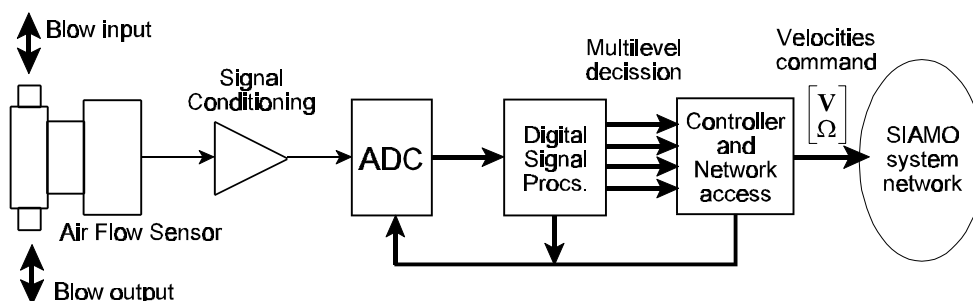 Blow input
Signal
Conditioning
Multilevel
decission
Velocities
command
V
Ω
ADC
Digital
Signal
Procs.
Controller
and
Network
access
SIAMO
system
network
Air Flow Sensor
Blow output